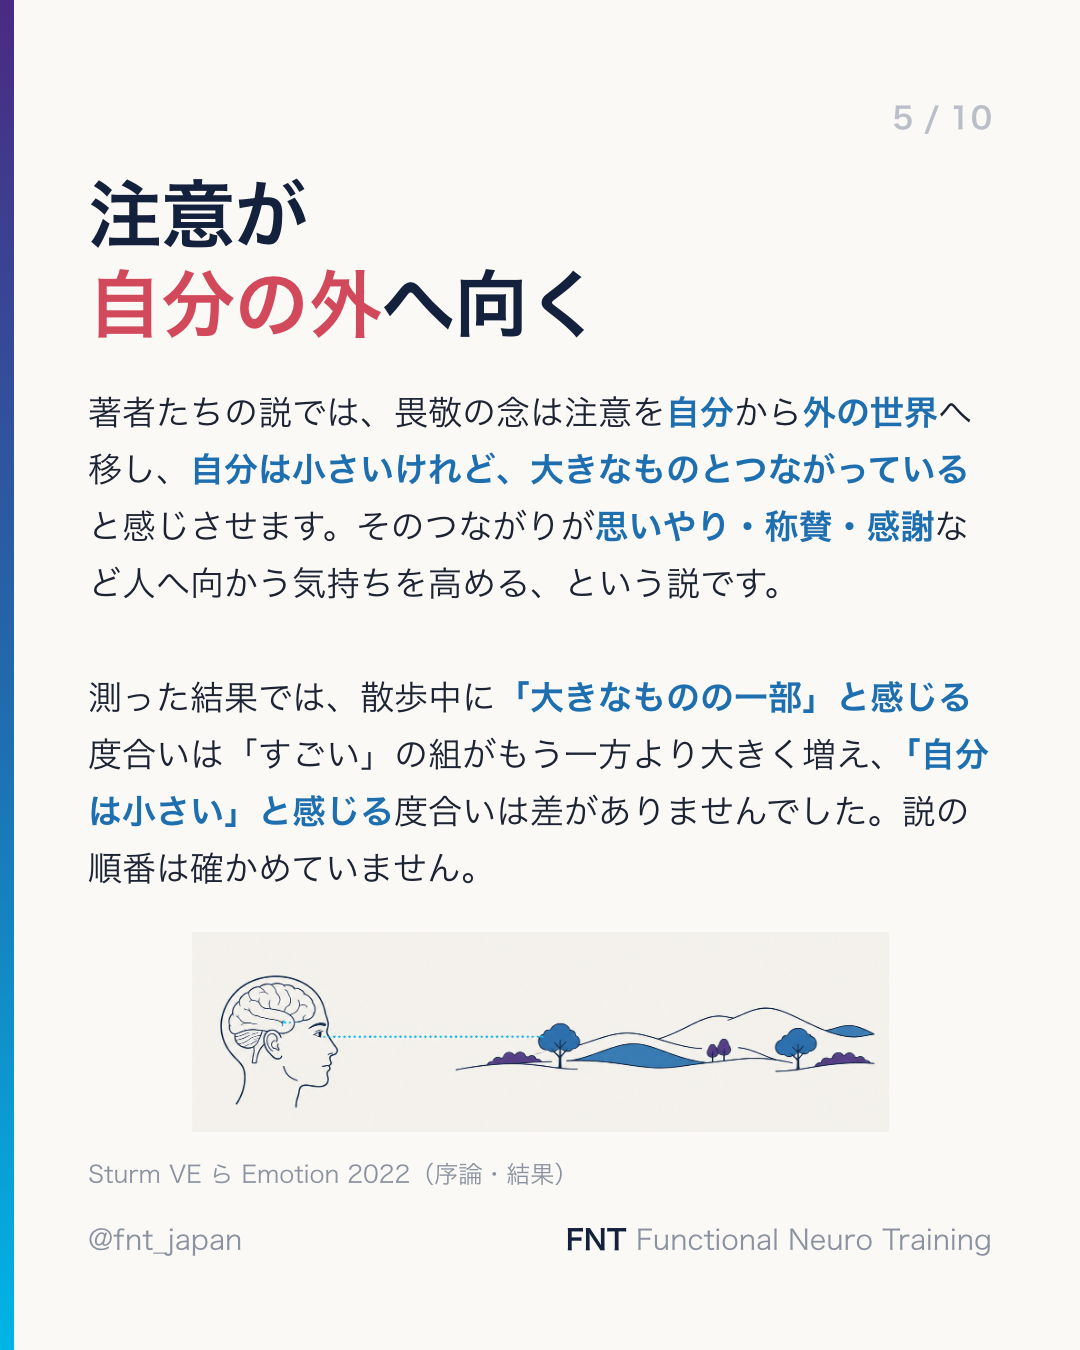 5 / 10
注意が
自分の外へ向く
著者たちの説では、畏敬の念は注意を自分から外の世界へ
移し、自分は小さいけれど、大きなものとつながっている
と感じさせます。そのつながりが思いやり・称賛・感謝な
ど人へ向かう気持ちを高める、という説です。
測った結果では、散歩中に「大きなものの一部」と感じる
度合いは「すごい」の組がもう一方より大きく増え、「自分
は小さい」と感じる度合いは差がありませんでした。説の
順番は確かめていません。
Sturm VE ら Emotion 2022（序論・結果）
@fnt_japan
FNT Functional Neuro Training